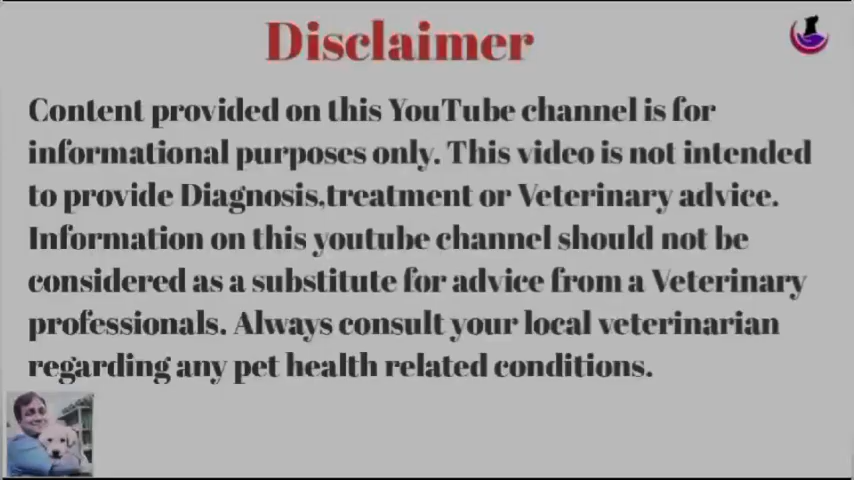 Disclaimer
Content provided on this YouTube channel is for
informational purposes only. This video is not intended
to provide Diagnosis,treatment or Veterinary advice.
Information on this youtube channel should not be
considered as a substitute for advice from a Veterinary
professionals. Always consult your local veterinarian
regarding any pet health related conditions.